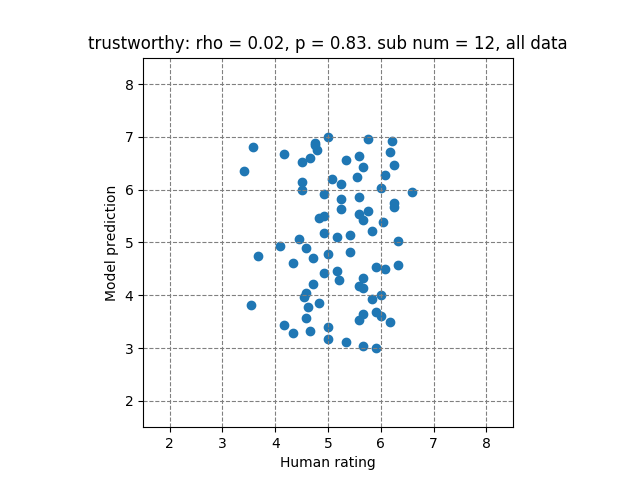 trustworthy: rho = 0.02, p = 0.83. sub num = 12, all data
8
7
6
5
4
3
2
Model prediction
2 3 4 5 6 7 8
Human rating